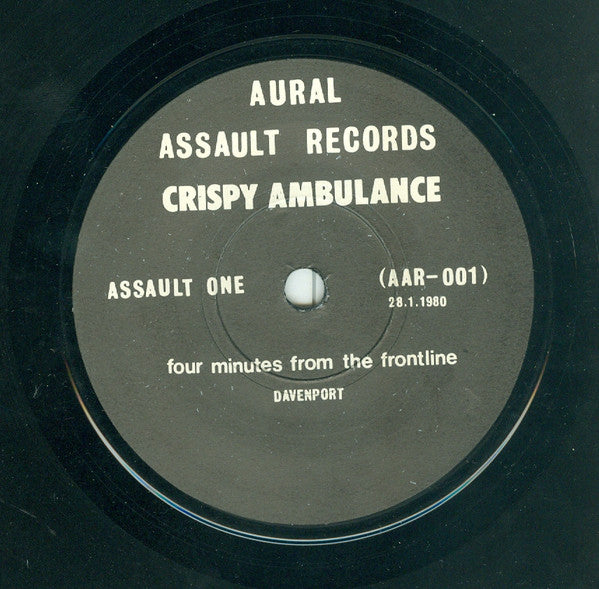 AURAL
ASSAULT RECORDS
CRISPY AMBULANCE
ASSAULT ONE (AAR-001)
28.1.1980
four minutes from the frontline
DAVENPORT